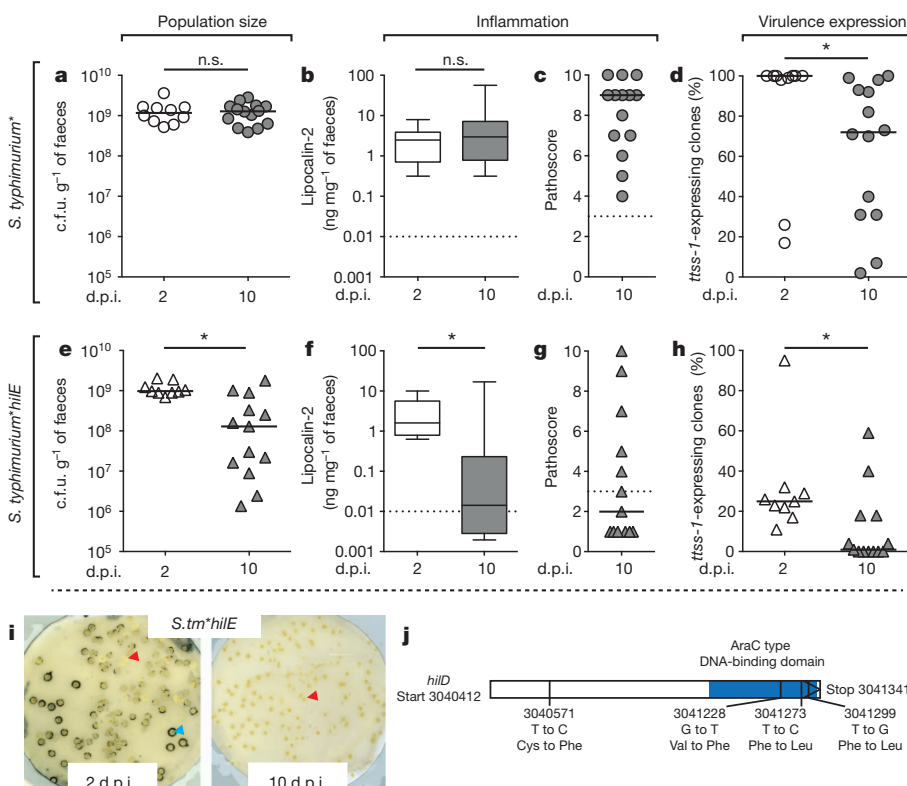 Population size
Inflammation
Virulence expression
S. typhimurium*
a
n.s.
c.f.u. g⁻¹ of faeces
10¹⁰
10⁹
10⁸
10⁷
10⁶
10⁵
d.p.i. 2 10
b
n.s.
Lipocalin-2
(ng mg⁻¹ of faeces)
100
10
1
0.1
0.01
0.001
d.p.i. 2 10
c
Pathoscore
10
8
6
4
2
0
d.p.i. 10
d
*
ttss-1-expressing clones (%)
100
80
60
40
20
0
d.p.i. 2 10
S. typhimurium*hilE
e
*
c.f.u. g⁻¹ of faeces
10¹⁰
10⁹
10⁸
10⁷
10⁶
10⁵
d.p.i. 2 10
f
*
Lipocalin-2
(ng mg⁻¹ of faeces)
100
10
1
0.1
0.01
0.001
d.p.i. 2 10
g
Pathoscore
10
8
6
4
2
0
d.p.i. 10
h
*
ttss-1-expressing clones (%)
100
80
60
40
20
0
d.p.i. 2 10
i
S.tm*hilE
2 d.p.i.
10 d.p.i.
j
AraC type
DNA-binding domain
hilD
Start 3040412
Stop 3041341
3040571 3041228 3041273 3041299
T to C G to T T to C T to G
Cys to Phe Val to Phe Phe to Leu Phe to Leu